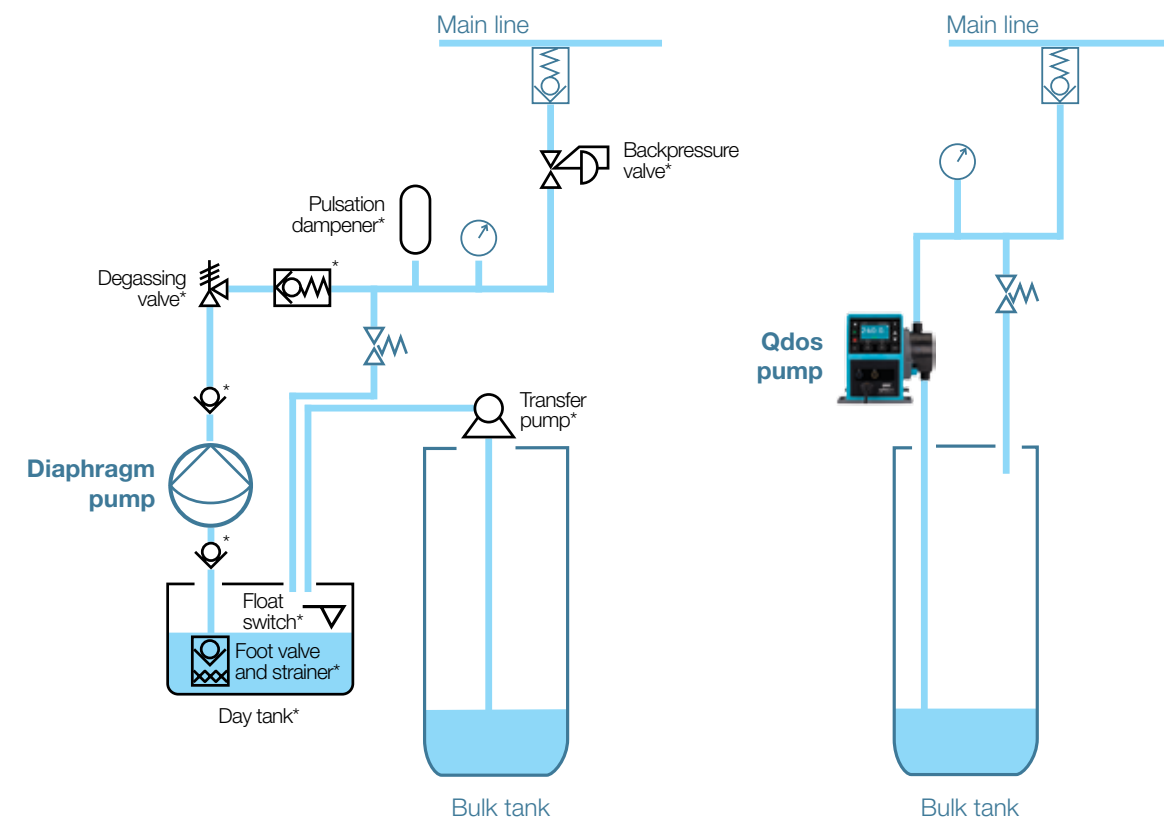 Main line
Backpressure
valve*
Pulsation
dampener*
*
Degassing
valve*
*
Transfer
pump*
Diaphragm
pump
*
Float
switch*
Foot valve
and strainer*
Day tank*
Bulk tank
Main line
Qdos
pump
Bulk tank